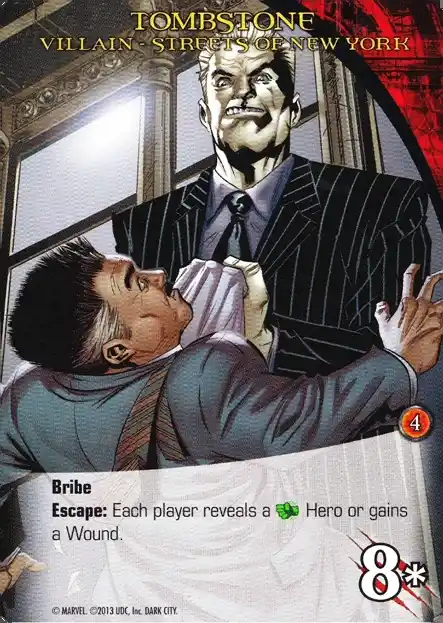 TOMBSTONE
VILLAIN - STREETS OF NEW YORK
4
Bribe
Escape: Each player reveals a Hero or gains
a Wound.
8*
© MARVEL. ©2013 UDC, Inc. DARK CITY.